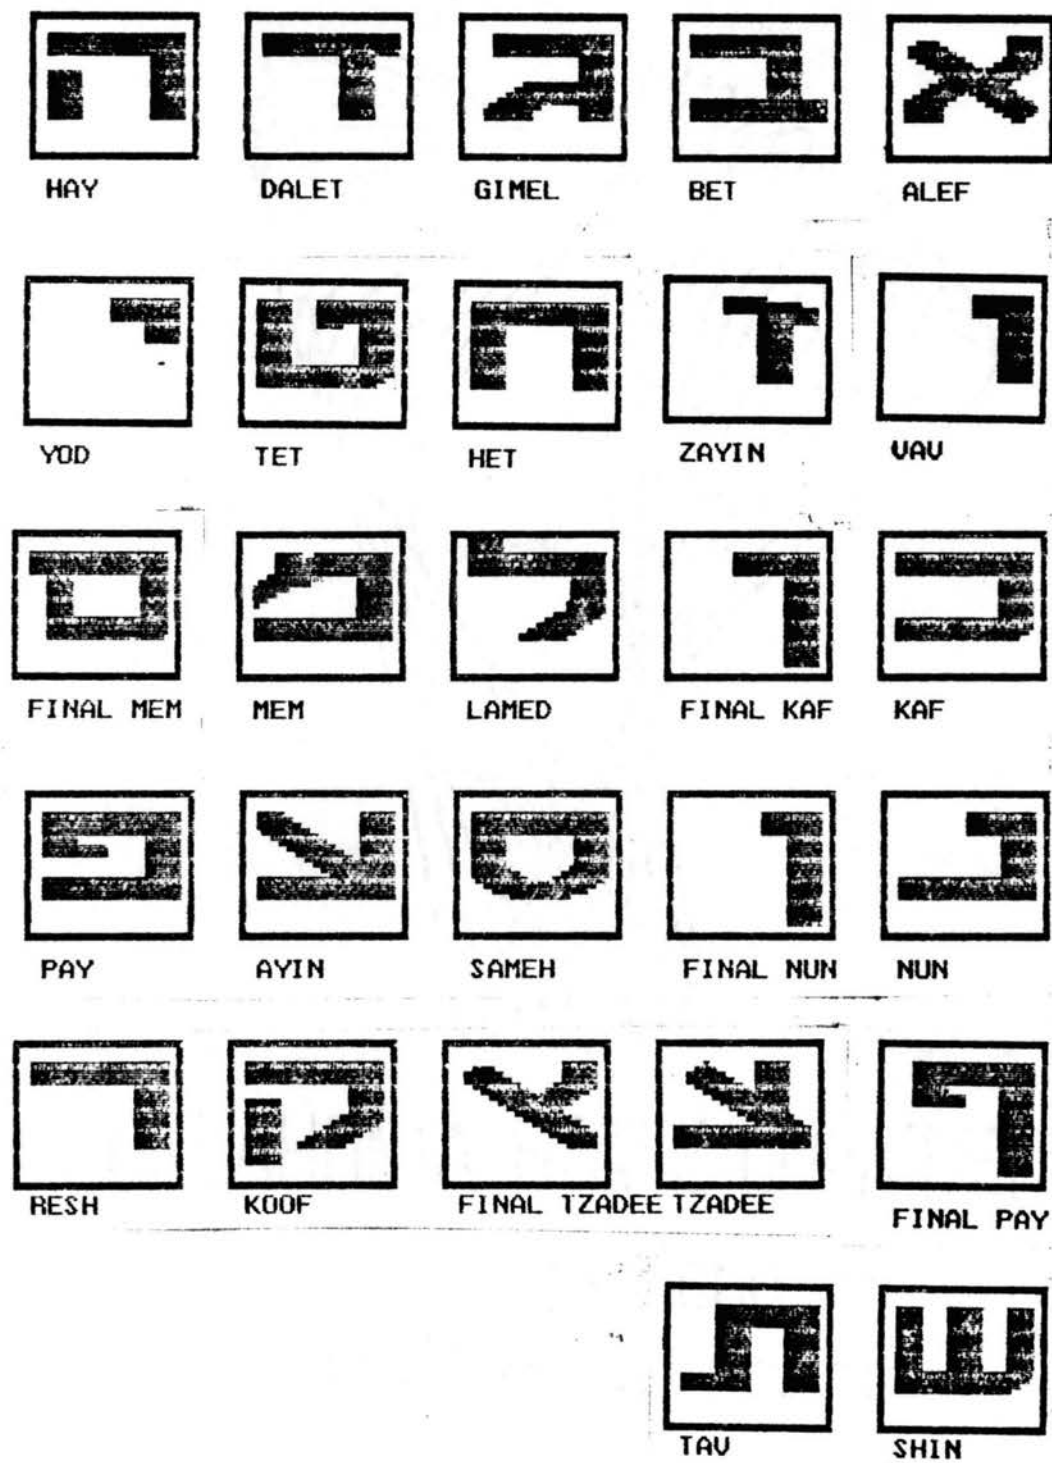 א ב ג ד ה
HAY DALET GIMEL BET ALEF
ו ז ח ט י
YOD TET HET ZAYIN VAV
כ ך ל מ ם
FINAL MEM MEM LAMED FINAL KAF KAF
נ ן ס ע פ
PAY AYIN SAMEH FINAL NUN NUN
ף צ ץ ק ר
RESH KOOF FINAL TZADEE TZADEE FINAL PAY
ש ת
TAV SHIN